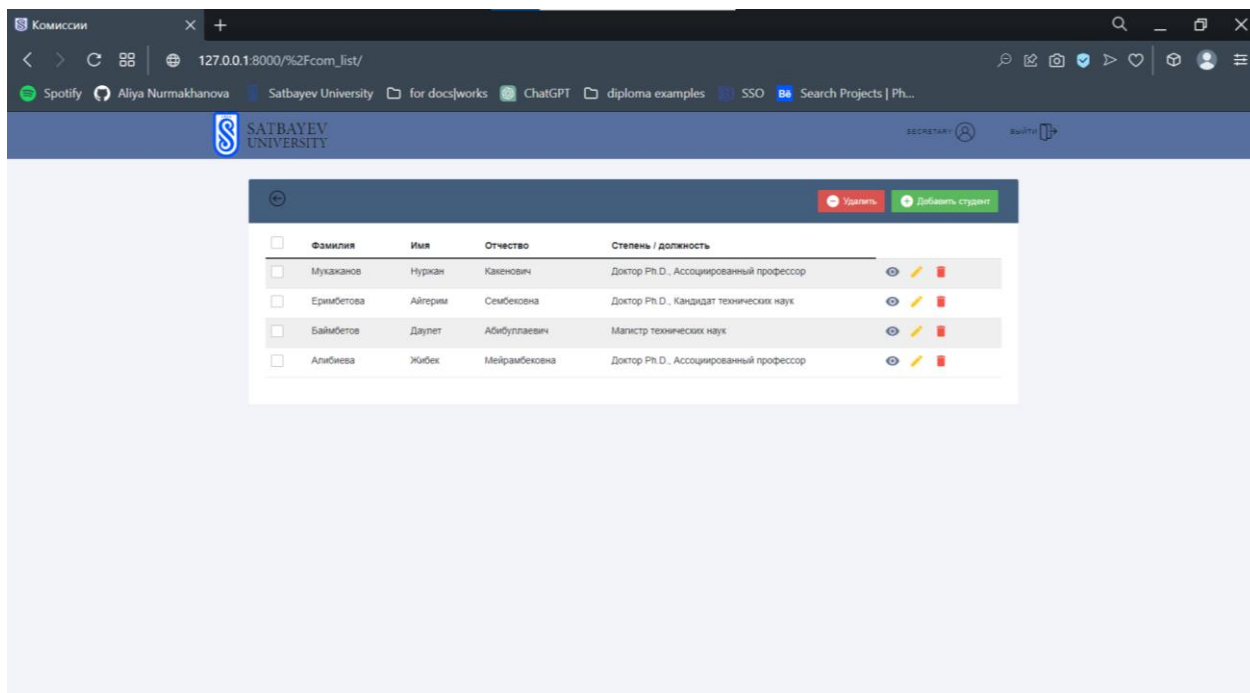 Комиссии
127.0.0.1:8000/%2Fcom_list/
Spotify Aliya Nurmakhanova Satbayev University for docs|works ChatGPT diploma examples SSO Bē Search Projects | Ph...
SATBAYEV
UNIVERSITY
SECRETARY ВЫЙТИ
Удалить Добавить студент
Фамилия Имя Отчество Степень / должность
Мукажанов Нуржан Какенович Доктор Ph.D., Ассоциированный профессор
Еримбетова Айгерим Сембековна Доктор Ph.D., Кандидат технических наук
Баймбетов Даулет Абибуллаевич Магистр технических наук
Алибиева Жибек Мейрамбековна Доктор Ph.D., Ассоциированный профессор